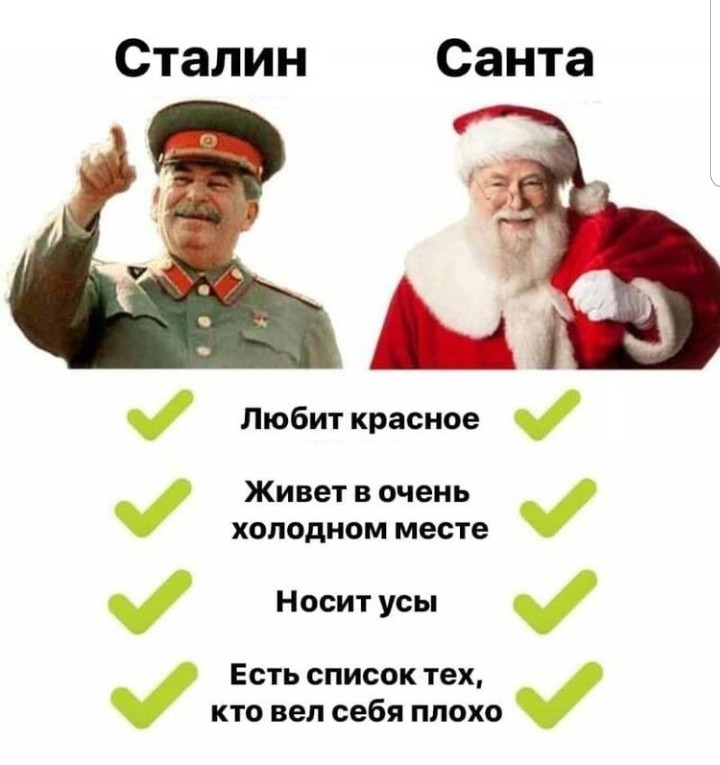 Сталин Санта
Любит красное
Живет в очень
холодном месте
Носит усы
Есть список тех,
кто вел себя плохо